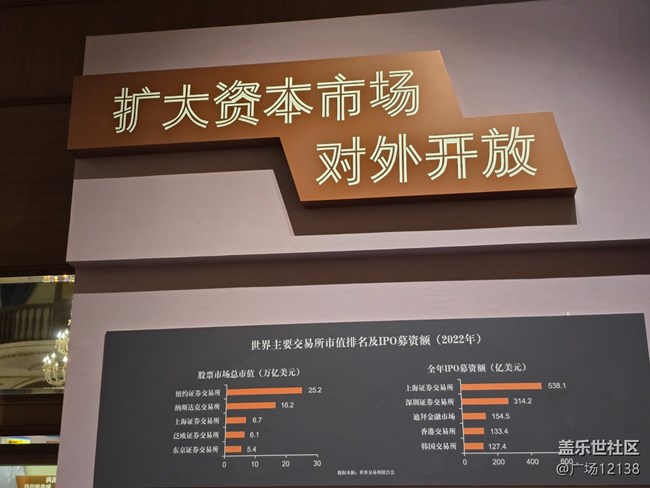 扩大资本市场
对外开放
世界主要交易所市值排名及IPO募资额（2022年）
股票市场总市值（万亿美元）
纽约证券交易所 25.2
纳斯达克交易所 16.2
上海证券交易所 6.7
泛欧证券交易所 6.1
东京证券交易所 5.4
0 10 20 30
数据来源：世界交易所联合会
全年IPO募资额（亿美元）
上海证券交易所 538.1
深圳证券交易所 314.2
迪拜金融市场 154.5
香港交易所 133.4
韩国交易所 127.4
0 200 400 600
盖乐世社区
@广场12138